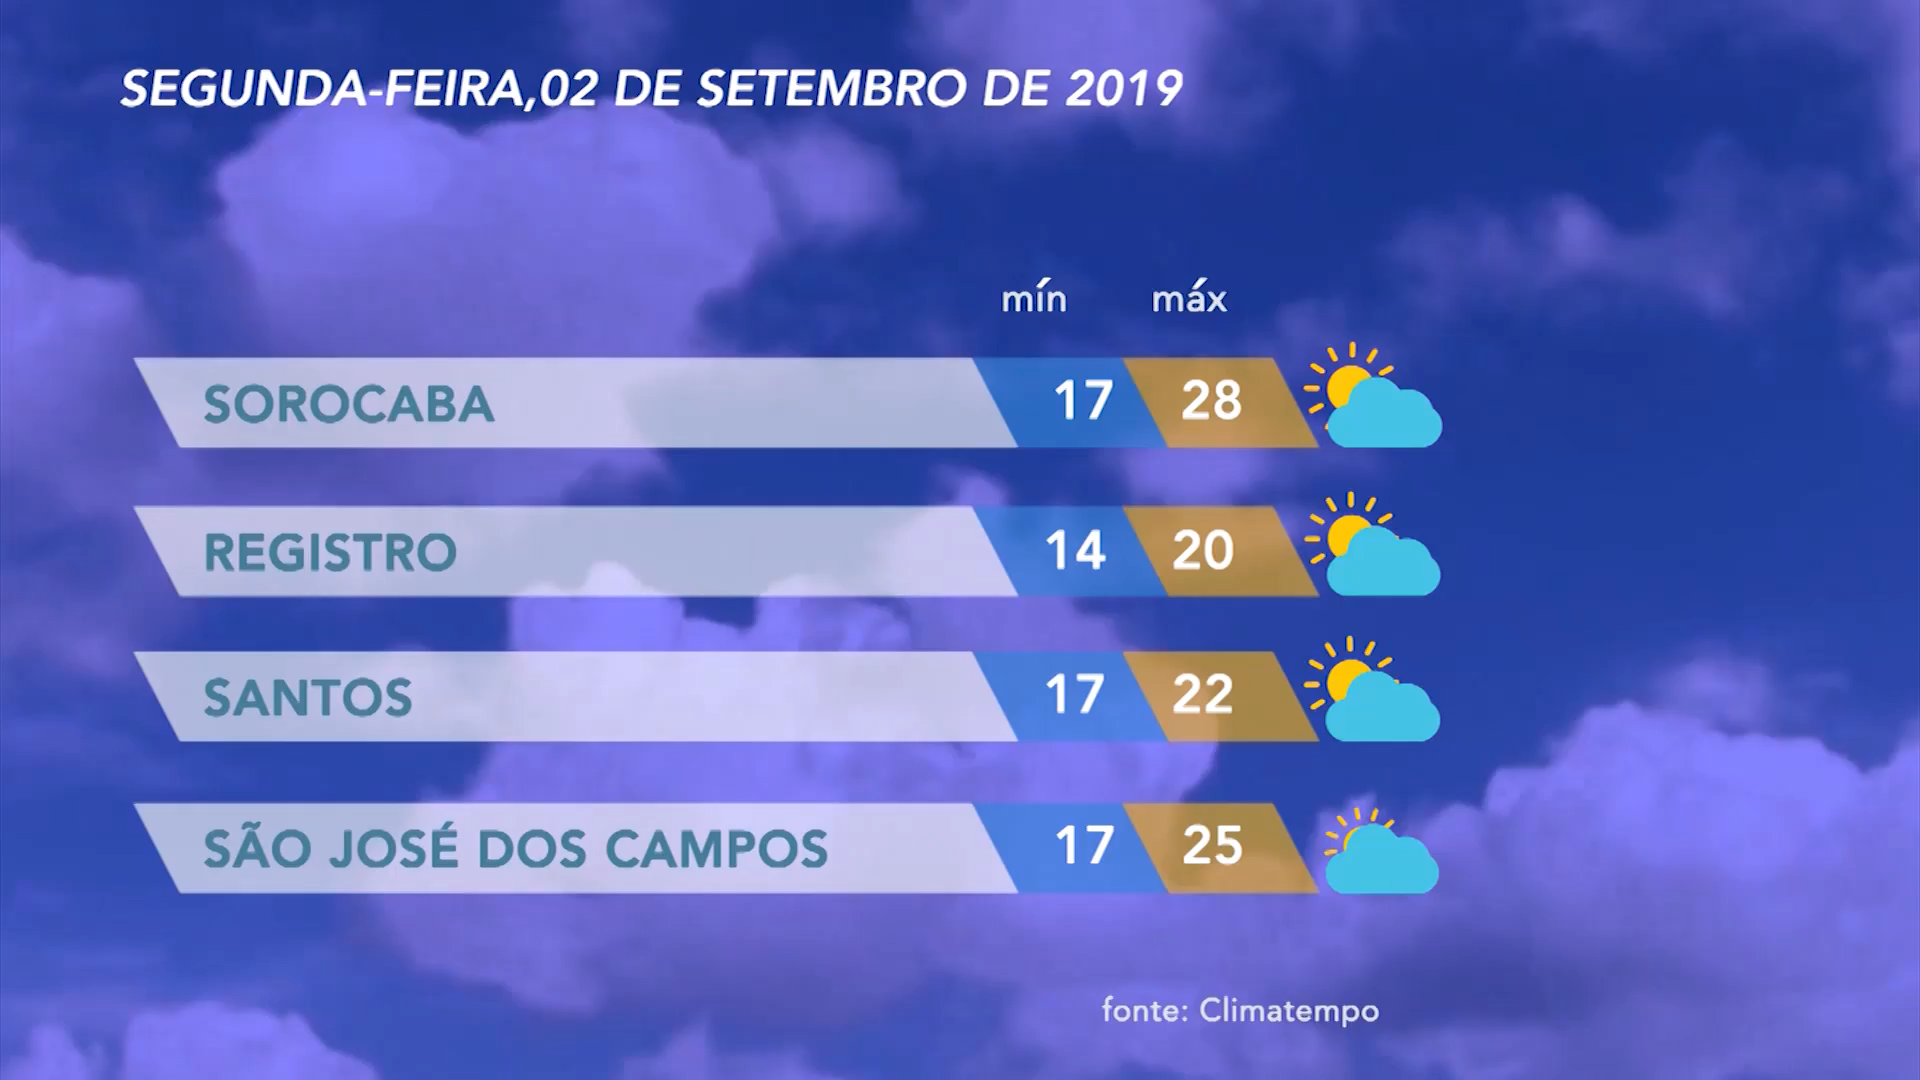 SEGUNDA-FEIRA,02 DE SETEMBRO DE 2019
mín máx
SOROCABA 17 28
REGISTRO 14 20
SANTOS 17 22
SÃO JOSÉ DOS CAMPOS 17 25
fonte: Climatempo